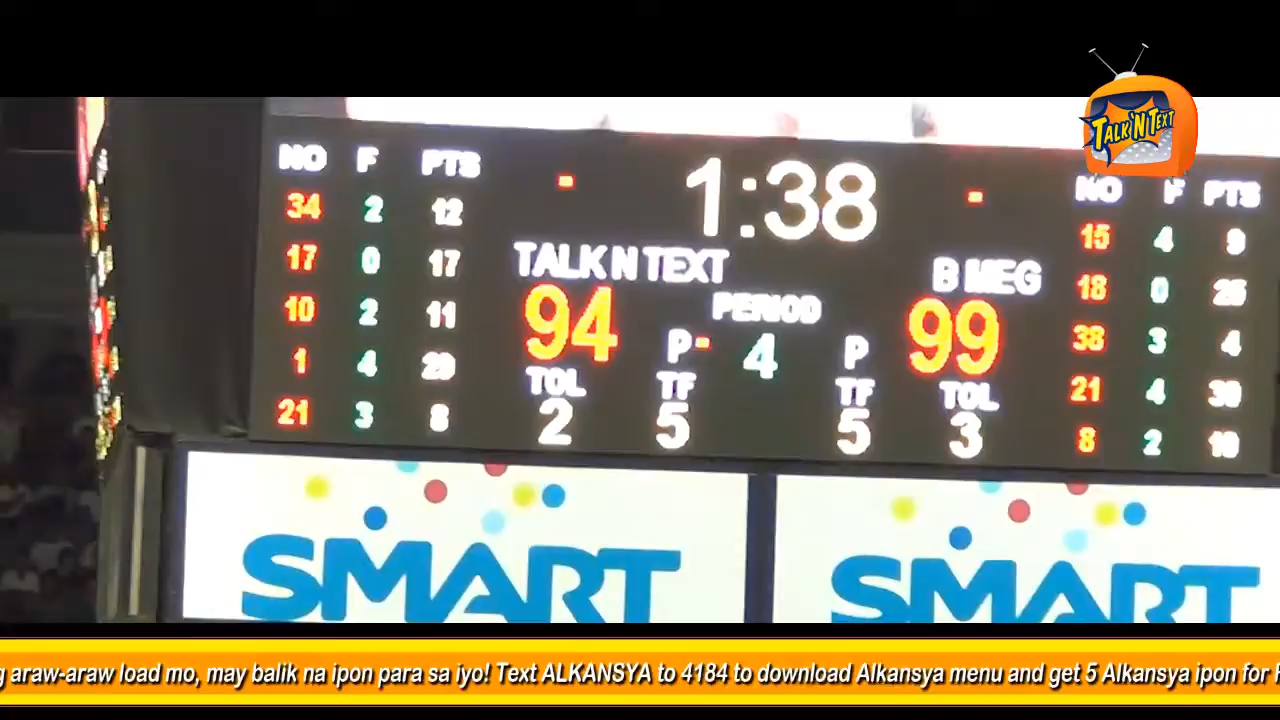 TALK 'N TEXT
1:38
NO F PTS
34 2 12
17 0 17
10 2 11
1 4 29
21 3 8
TALK N TEXT
94
PERIOD
4
B MEG
99
P
P
TOL
2
TF
5
TF
5
TOL
3
NO F PTS
15 4 9
18 0 25
38 3 4
21 4 30
8 2 10
SMART
SMART
araw-araw load mo, may balik na ipon para sa iyo! Text ALKANSYA to 4184 to download Alkansya menu and get 5 Alkansya ipon for